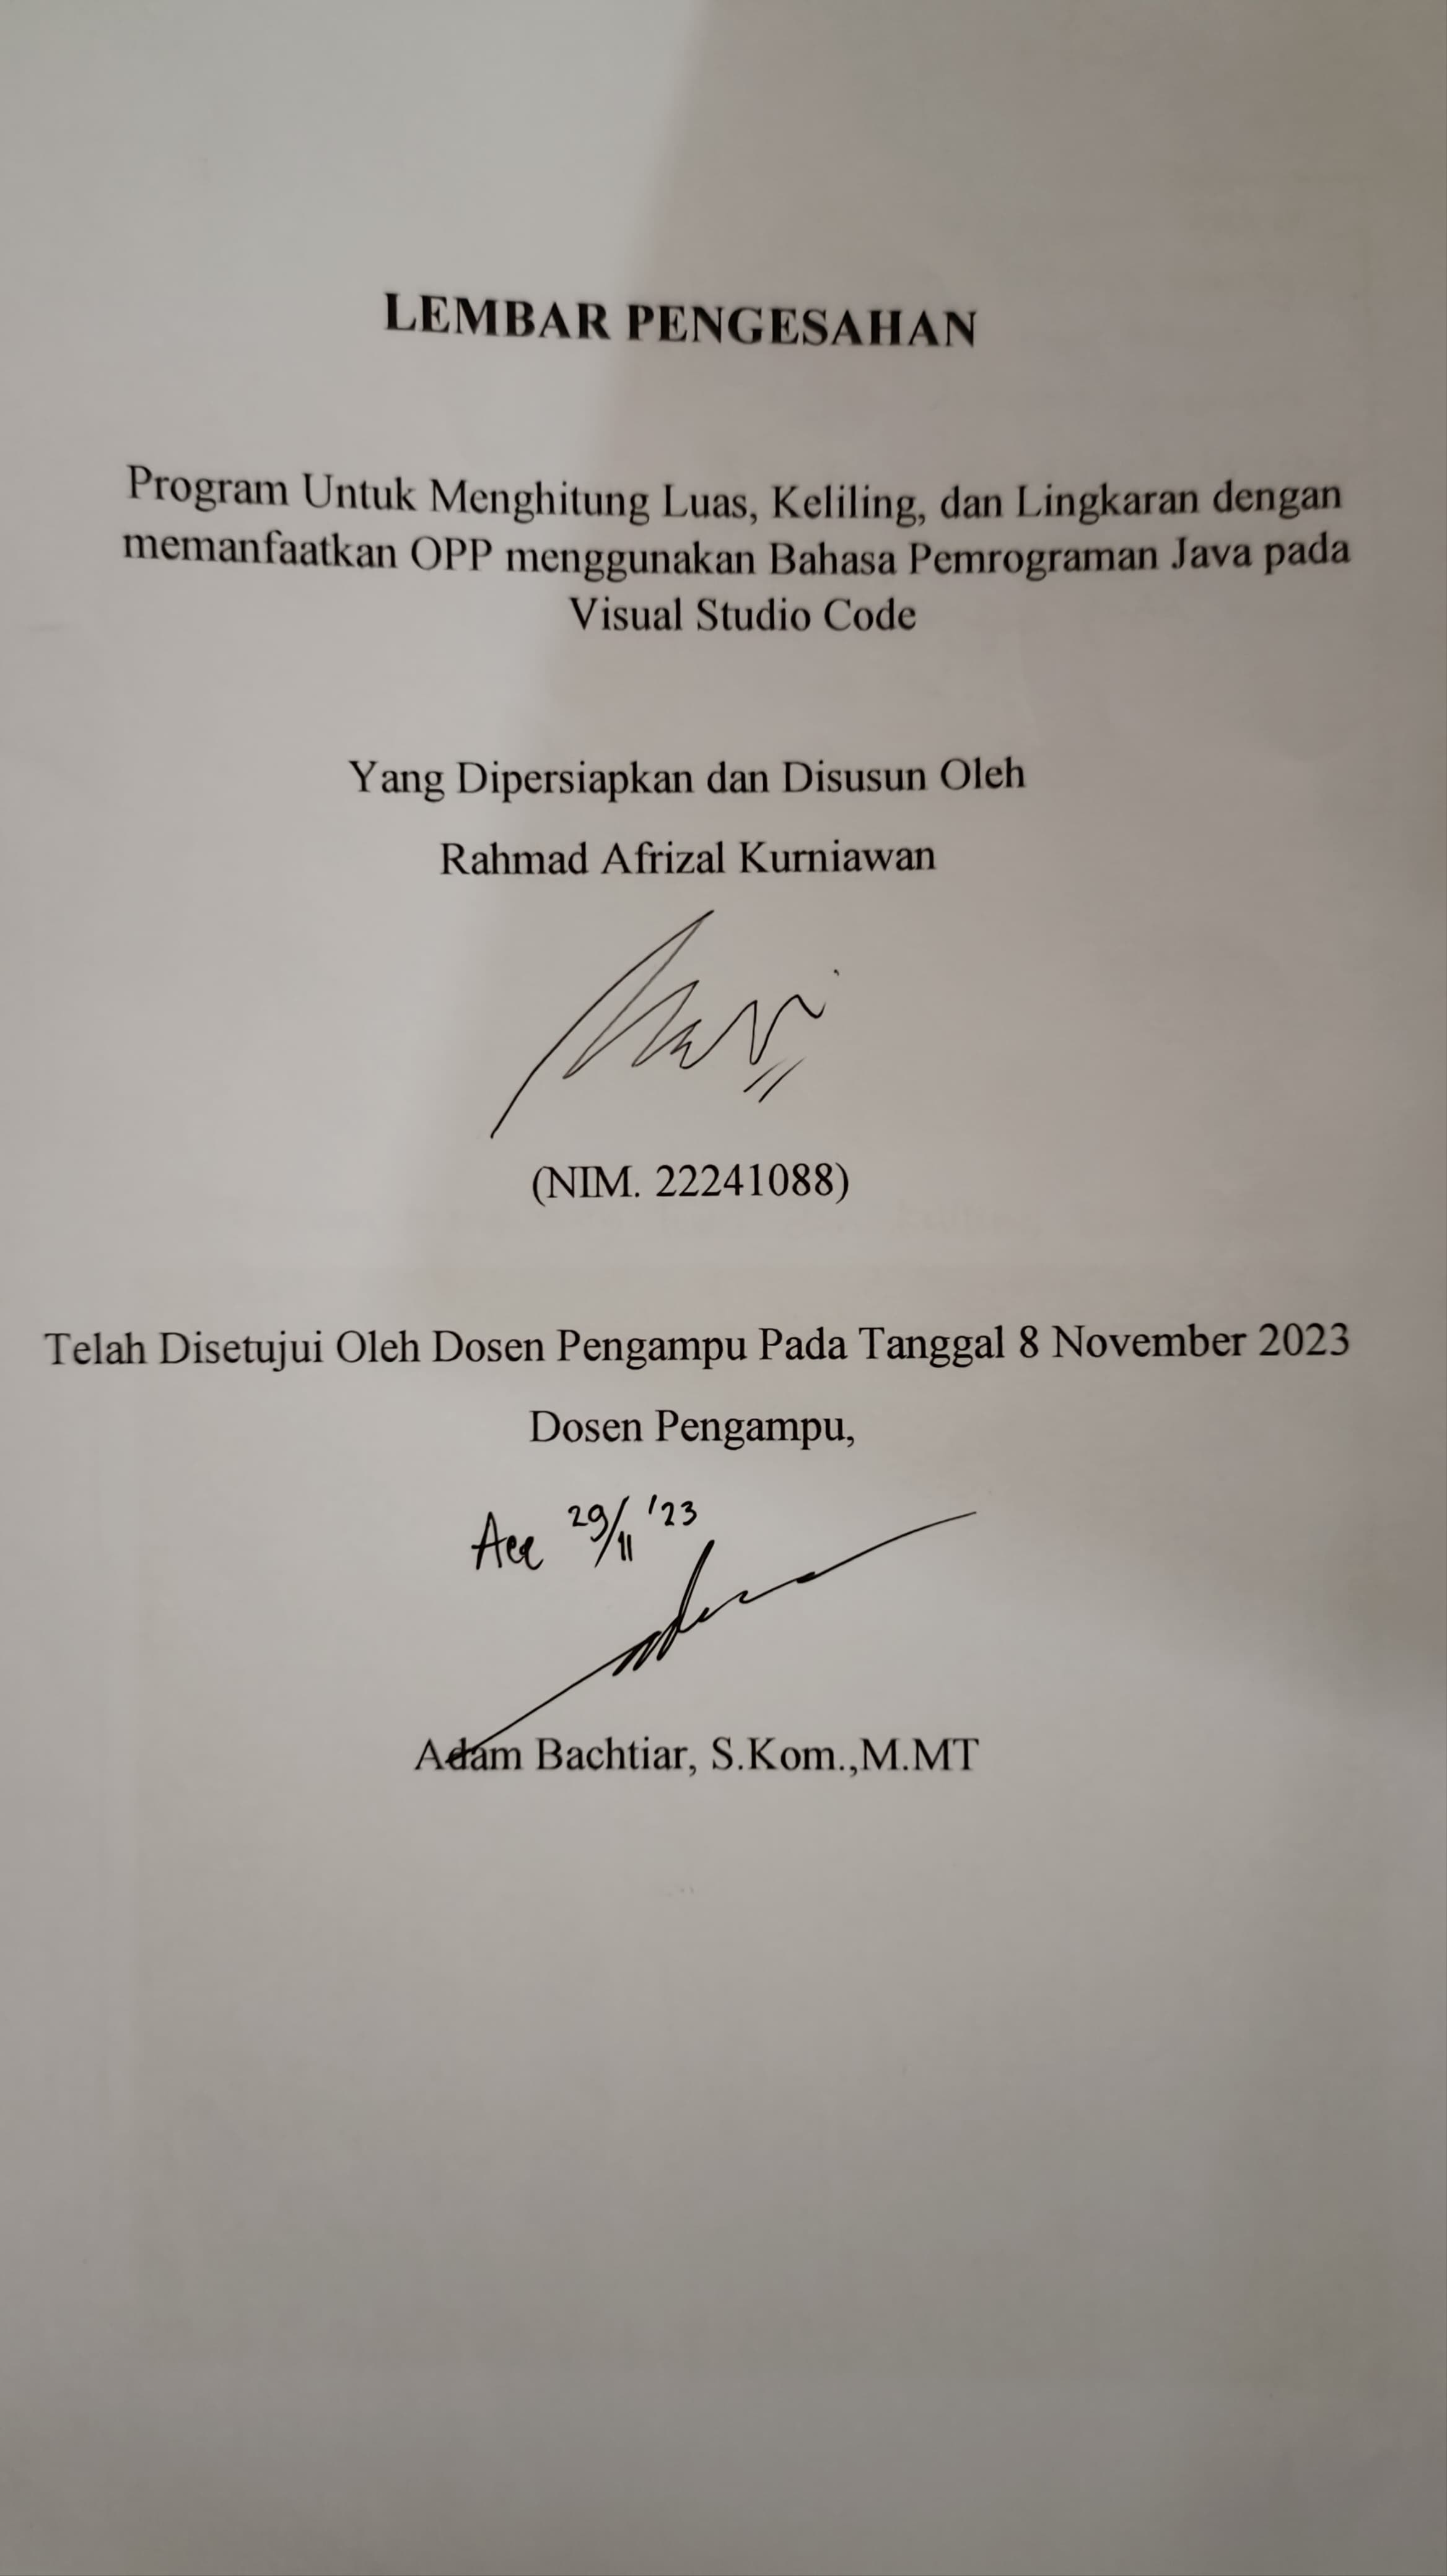 LEMBAR PENGESAHAN
Program Untuk Menghitung Luas, Keliling, dan Lingkaran dengan
memanfaatkan OPP menggunakan Bahasa Pemrograman Java pada
Visual Studio Code
Yang Dipersiapkan dan Disusun Oleh
Rahmad Afrizal Kurniawan
(NIM. 22241088)
Telah Disetujui Oleh Dosen Pengampu Pada Tanggal 8 November 2023
Dosen Pengampu,
Acc 29/11 '23
Adam Bachtiar, S.Kom.,M.MT